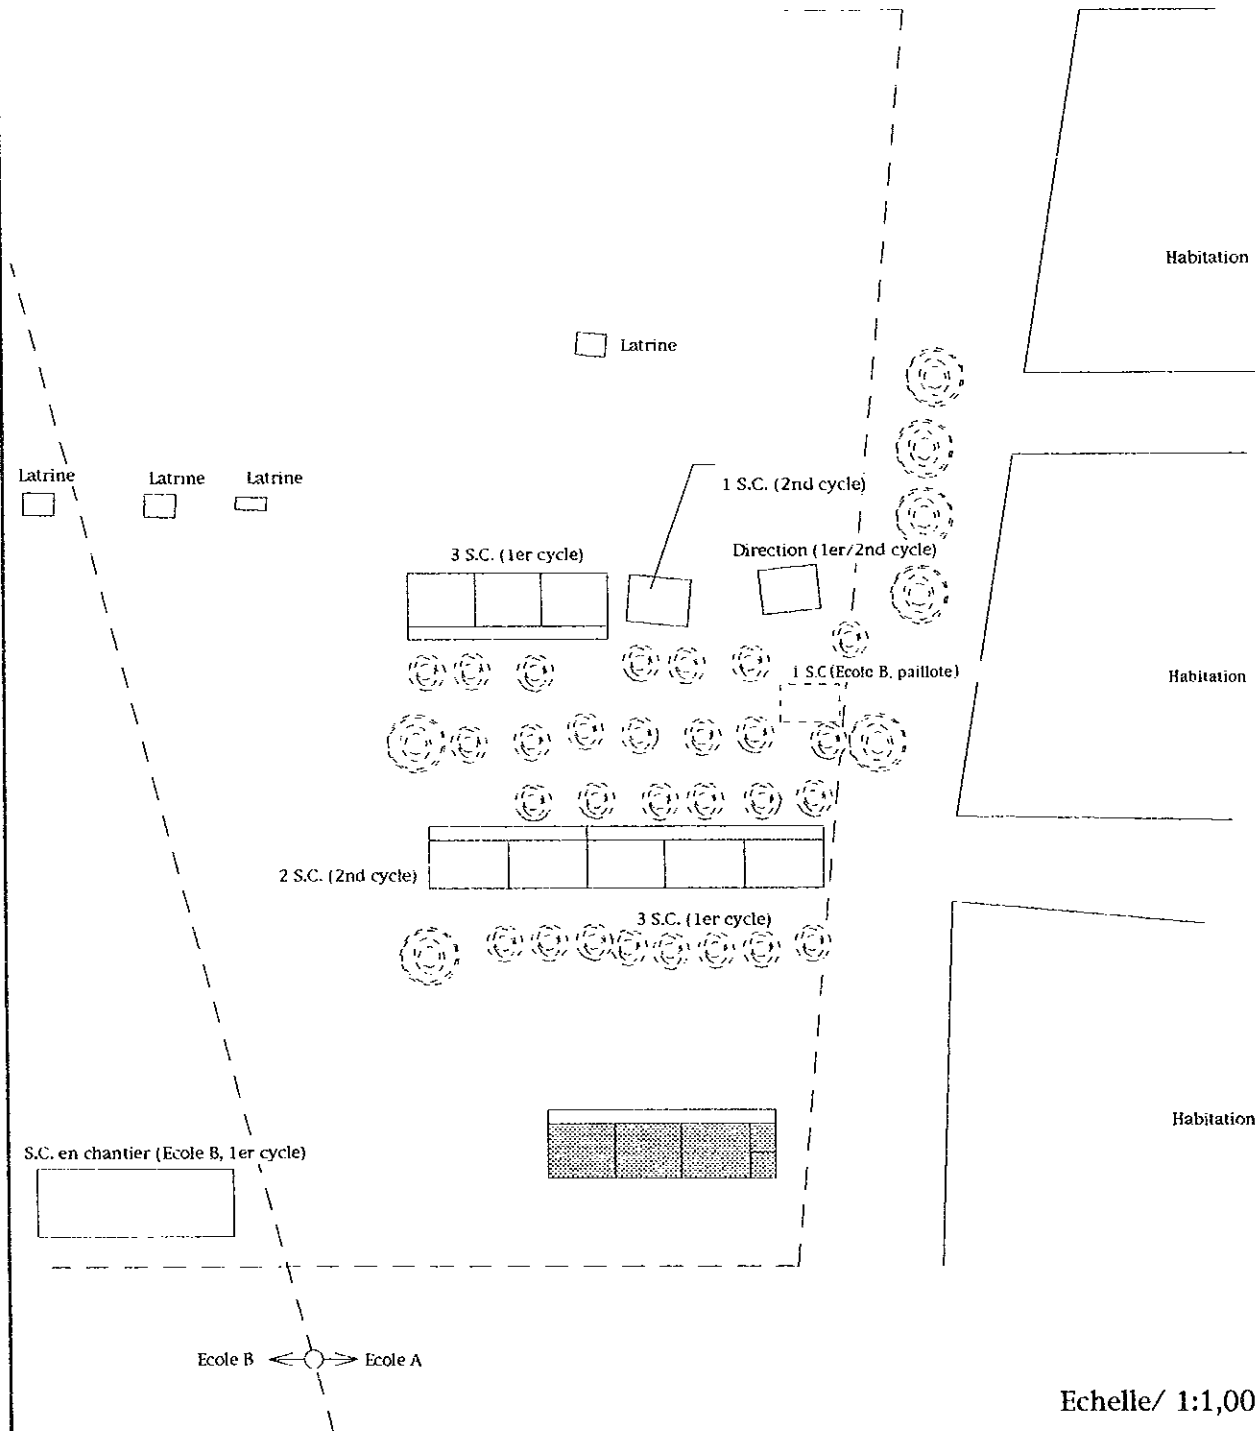 Habitation
Latrine
Latrine
Latrine
Latrine
1 S.C. (2nd cycle)
3 S.C. (1er cycle)
Direction (1er/2nd cycle)
1 S.C (Ecole B, paillote)
Habitation
2 S.C. (2nd cycle)
3 S.C. (1er cycle)
Habitation
S.C. en chantier (Ecole B, 1er cycle)
Ecole B
Ecole A
Echelle/ 1:1,00